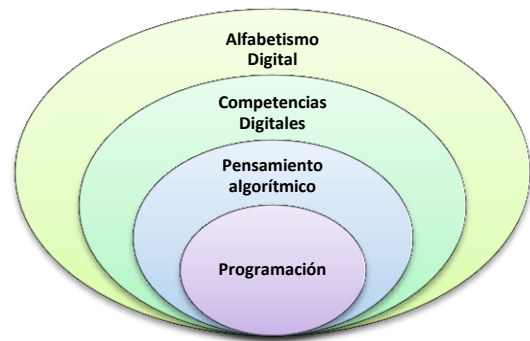 Alfabetismo
Digital
Competencias
Digitales
Pensamiento
algorítmico
Programación